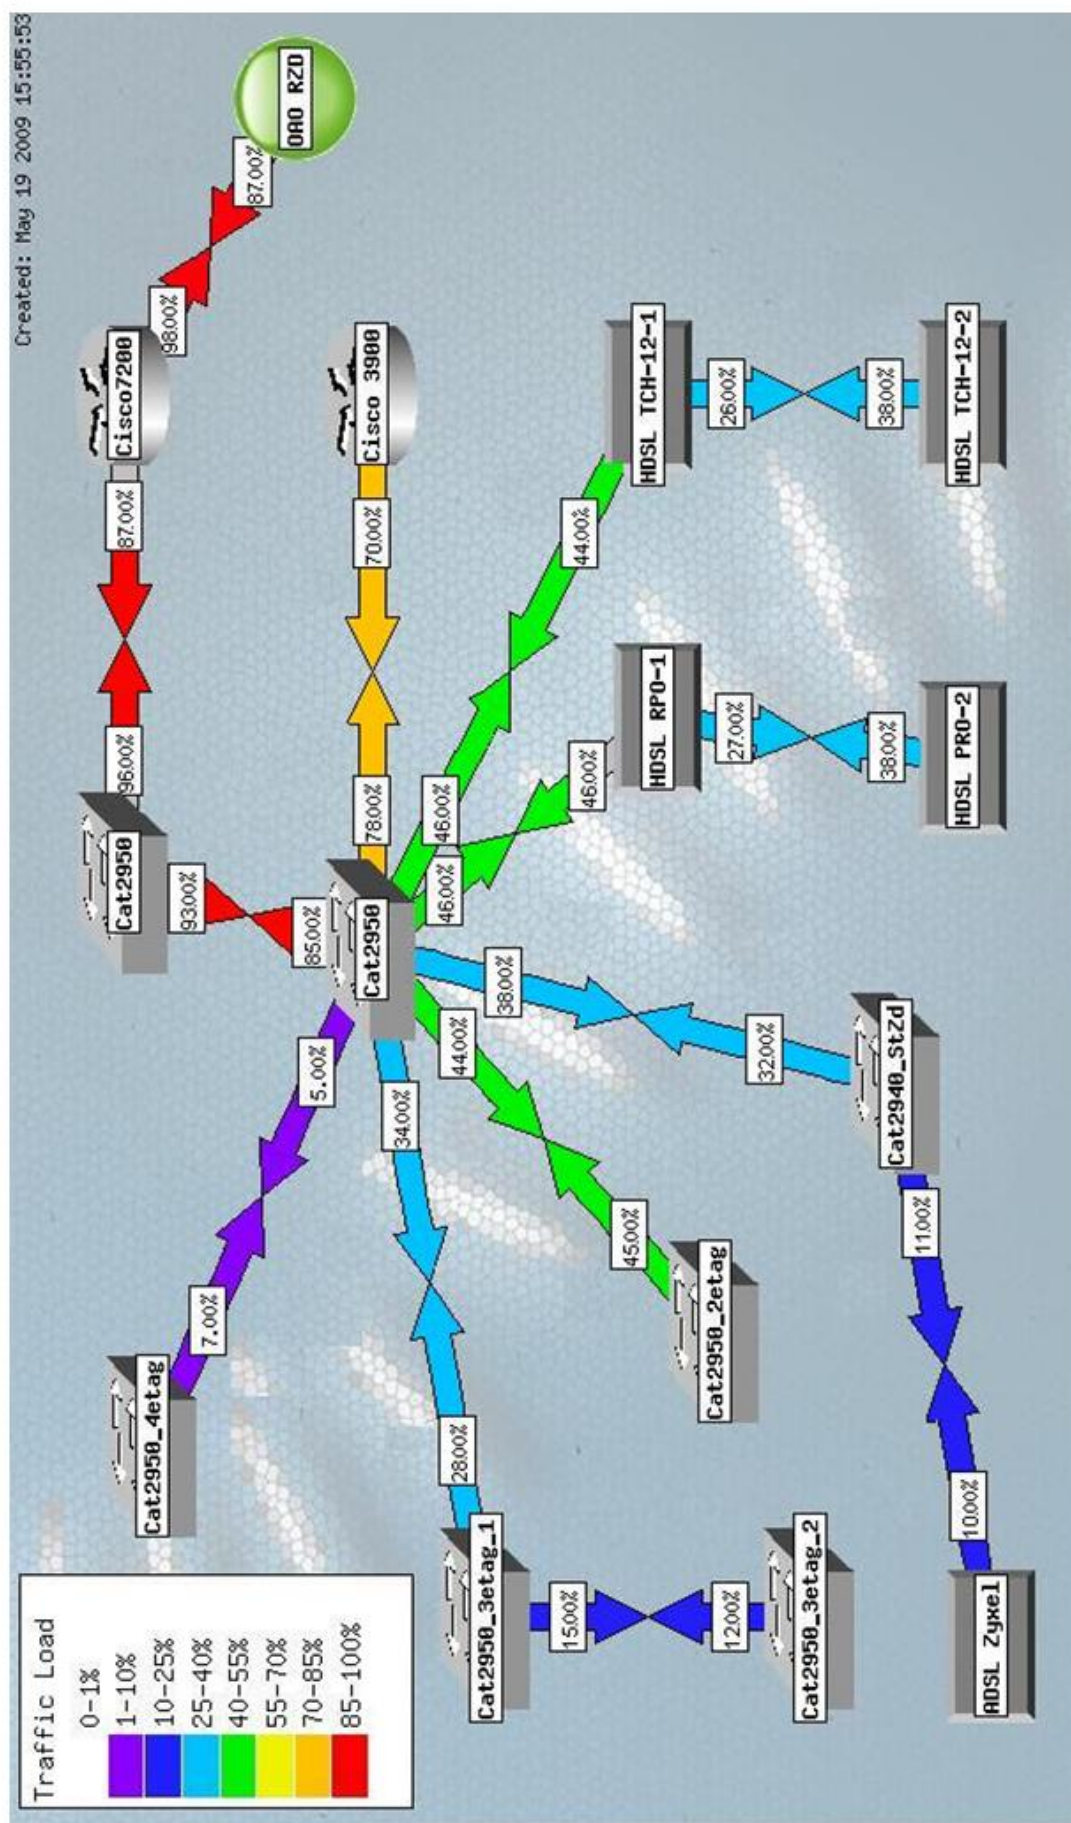 Created: May 19 2009 15:55:53
Traffic Load
0-1%
1-10%
10-25%
25-40%
40-55%
55-70%
70-85%
85-100%
Cat2950_4etag
7.00%
5.00%
Cat2950
96.00%
87.00%
Cisco7200
98.00%
87.00%
OAO RZD
93.00%
85.00%
Cat2950
78.00%
70.00%
Cisco 3900
34.00%
28.00%
Cat2950_3etag_1
15.00%
12.00%
Cat2950_3etag_2
44.00%
45.00%
Cat2950_2etag
38.00%
32.00%
Cat2940_StZd
11.00%
10.00%
ADSL Zyxel
46.00%
46.00%
HDSL RPO-1
27.00%
38.00%
HDSL PRO-2
46.00%
44.00%
HDSL TCH-12-1
26.00%
38.00%
HDSL TCH-12-2